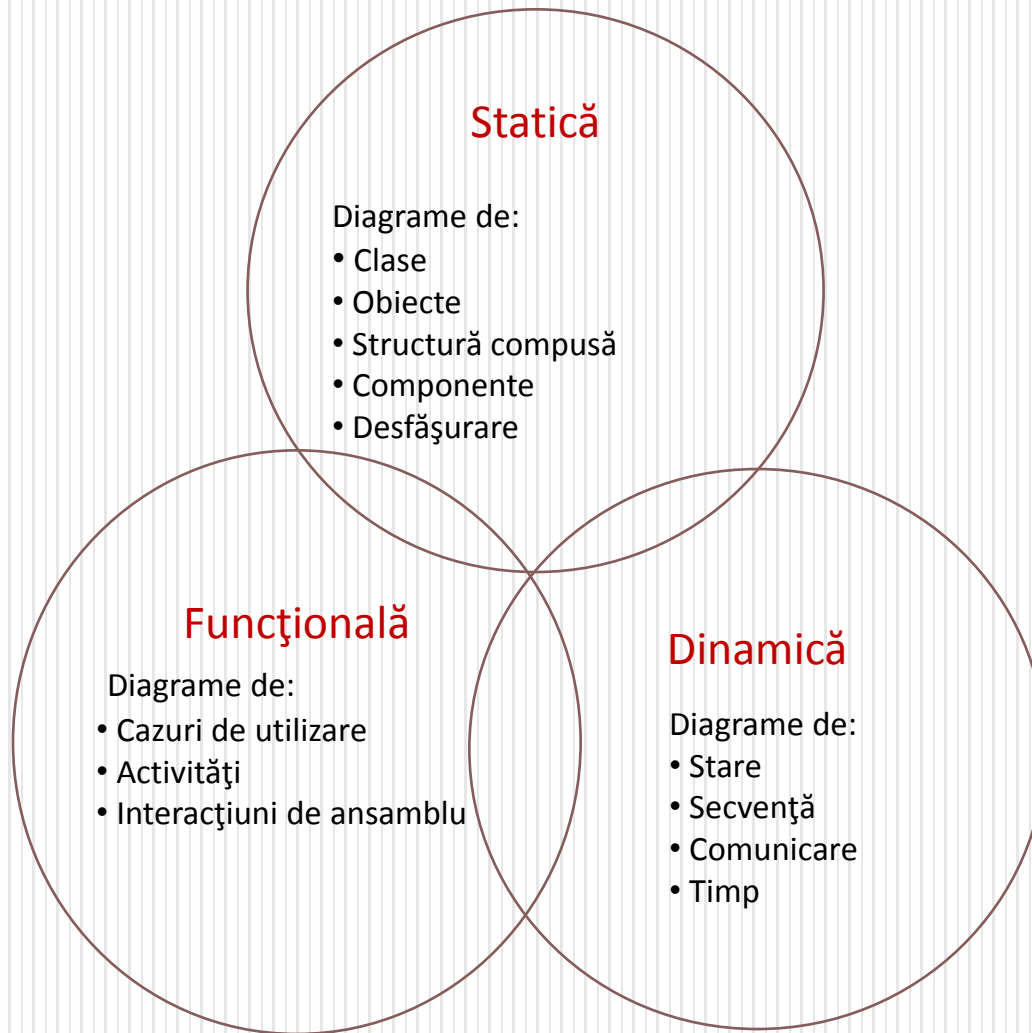 Statică
Diagrame de:
• Clase
• Obiecte
• Structură compusă
• Componente
• Desfăşurare
Funcţională
Diagrame de:
• Cazuri de utilizare
• Activităţi
• Interacţiuni de ansamblu
Dinamică
Diagrame de:
• Stare
• Secvenţă
• Comunicare
• Timp